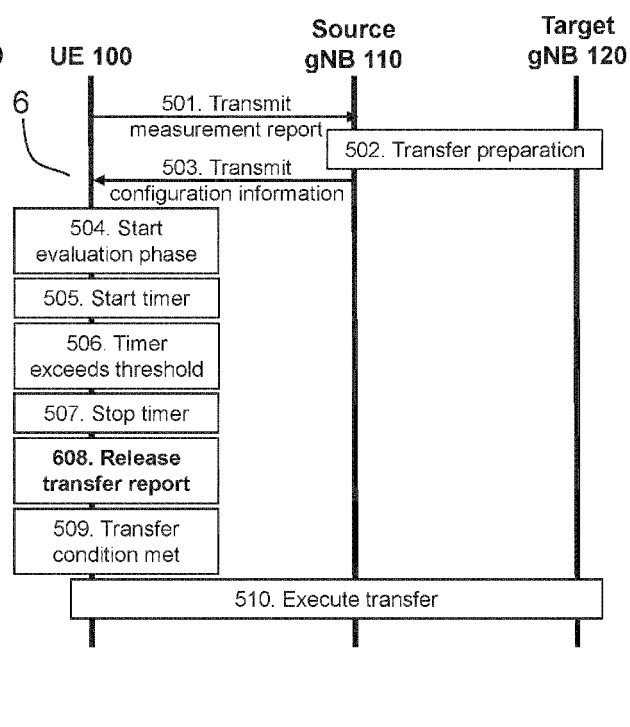 UE 100
Source
gNB 110
Target
gNB 120
6
501. Transmit
measurement report
502. Transfer preparation
503. Transmit
configuration information
504. Start
evaluation phase
505. Start timer
506. Timer
exceeds threshold
507. Stop timer
608. Release
transfer report
509. Transfer
condition met
510. Execute transfer